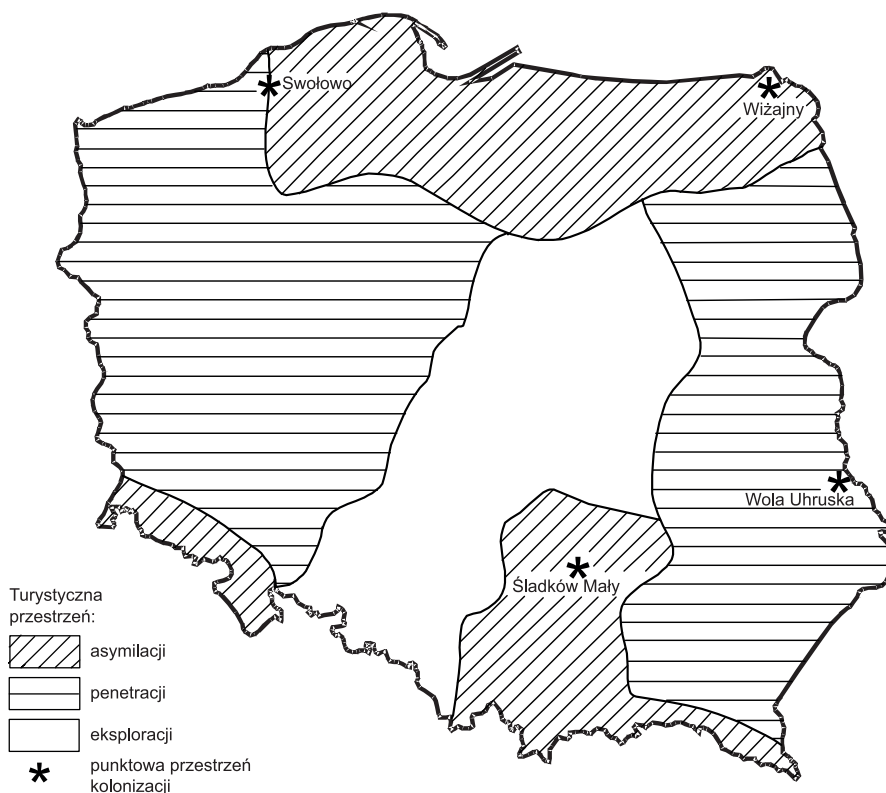 Swołowo
Wiżajny
Wola Uhruska
Śladków Mały
Turystyczna
przestrzeń:
asymilacji
penetracji
eksploracji
punktowa przestrzeń
kolonizacji